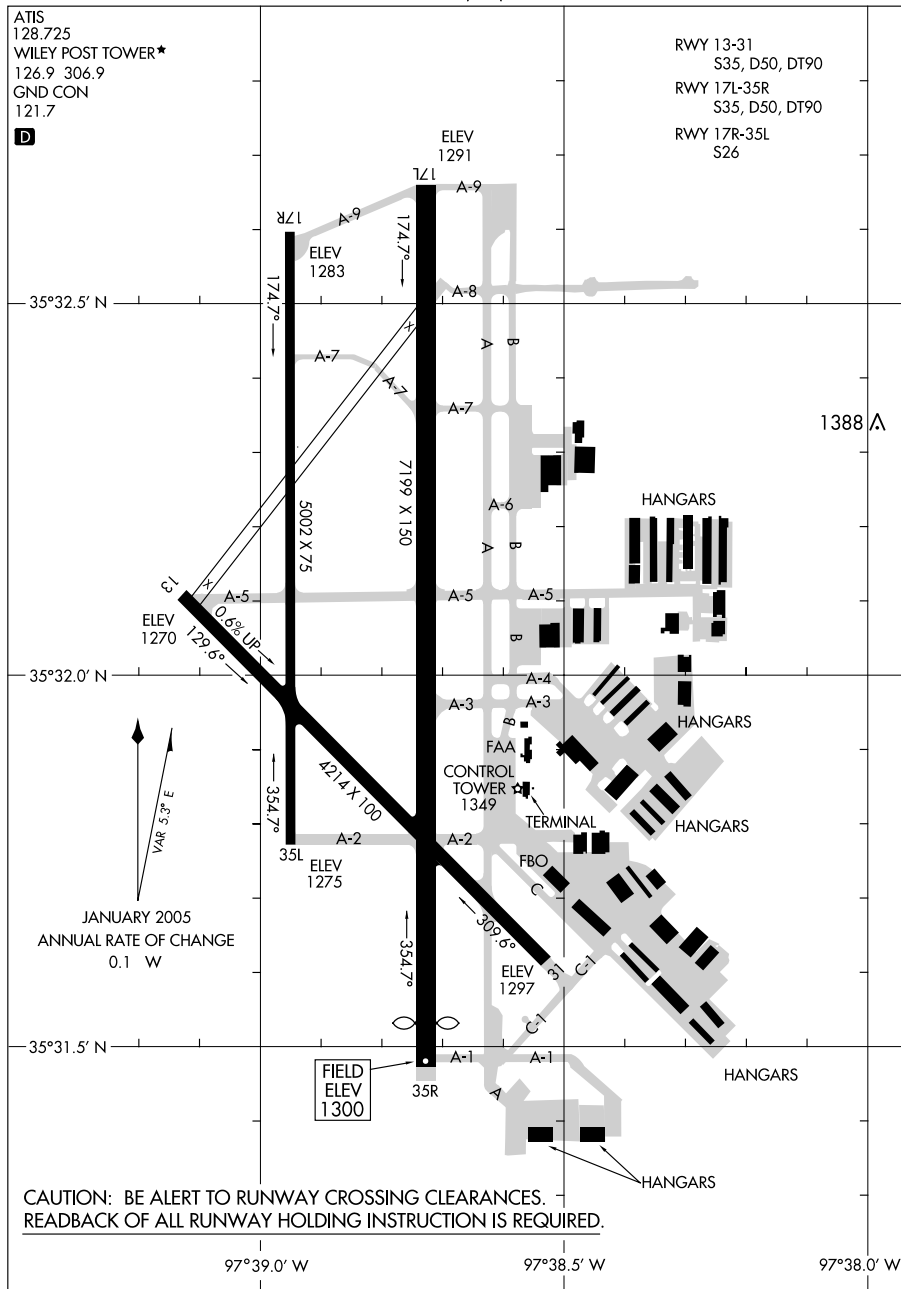 ATIS
128.725
WILEY POST TOWER★
126.9 306.9
GND CON
121.7
D
RWY 13-31
S35, D50, DT90
RWY 17L-35R
S35, D50, DT90
RWY 17R-35L
S26
ELEV
1291
17L
A-9
A-9
17R
ELEV
1283
174.7°
174.7°
35°32.5' N
A-8
X
A
B
A-7
A-7
A-7
1388
7199 X 150
5002 X 75
A-6
HANGARS
A
B
13
X
A-5
A-5
A-5
ELEV
1270
0.6% UP
129.6°
B
35°32.0' N
A-4
A-3
A-3
B
HANGARS
FAA
VAR 5.3° E
4214 X 100
CONTROL
TOWER
1349
354.7°
TERMINAL
HANGARS
A-2
A-2
35L
ELEV
1275
FBO
C
JANUARY 2005
ANNUAL RATE OF CHANGE
0.1 W
354.7°
309.6°
31
ELEV
1297
C-1
C-1
35°31.5' N
A-1
A-1
FIELD
ELEV
1300
35R
A
HANGARS
HANGARS
CAUTION: BE ALERT TO RUNWAY CROSSING CLEARANCES.
READBACK OF ALL RUNWAY HOLDING INSTRUCTION IS REQUIRED.
97°39.0' W
97°38.5' W
97°38.0' W